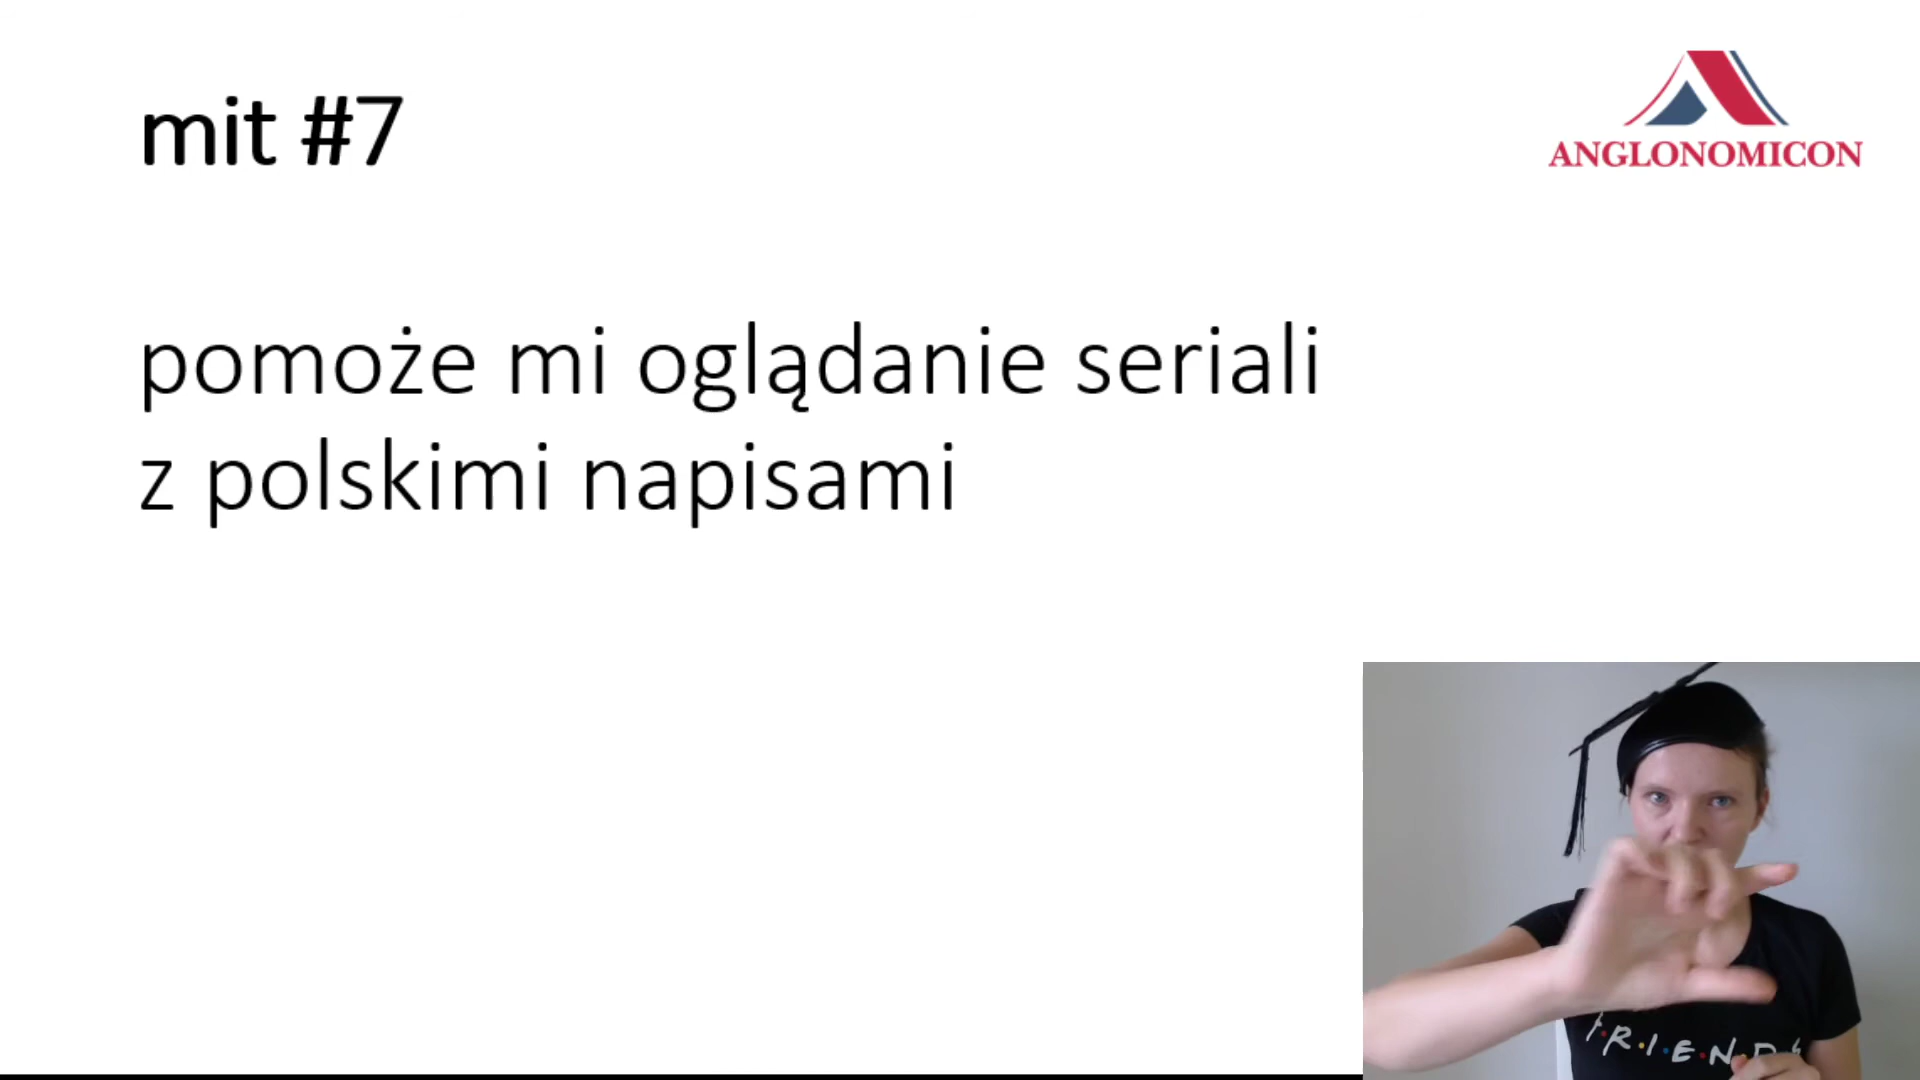 mit #7
ANGLONOMICON
pomoże mi oglądanie seriali
z polskimi napisami
F·R·I·E·N·D·S